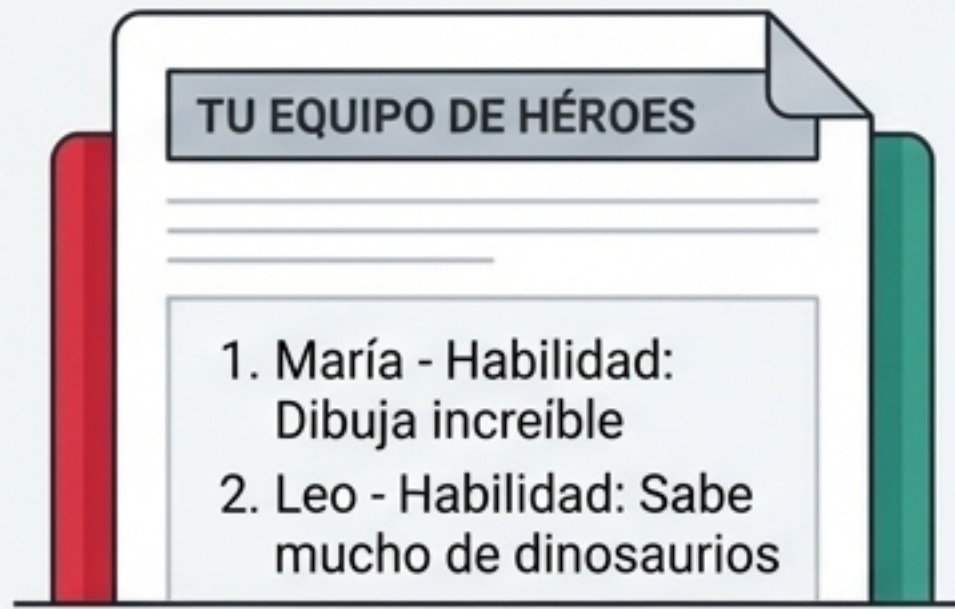 TU EQUIPO DE HÉROES
1. María - Habilidad:
Dibuja increíble
2. Leo - Habilidad: Sabe
mucho de dinosaurios